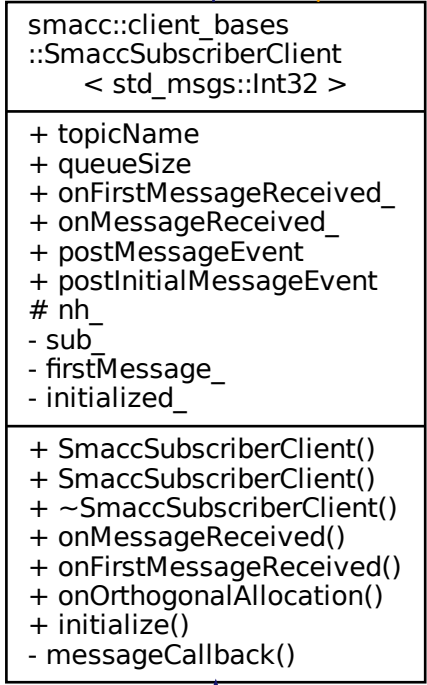 smacc::client_bases
::SmaccSubscriberClient
< std_msgs::Int32 >
+ topicName
+ queueSize
+ onFirstMessageReceived_
+ onMessageReceived_
+ postMessageEvent
+ postInitialMessageEvent
# nh_
- sub_
- firstMessage_
- initialized_
+ SmaccSubscriberClient()
+ SmaccSubscriberClient()
+ ~SmaccSubscriberClient()
+ onMessageReceived()
+ onFirstMessageReceived()
+ onOrthogonalAllocation()
+ initialize()
- messageCallback()